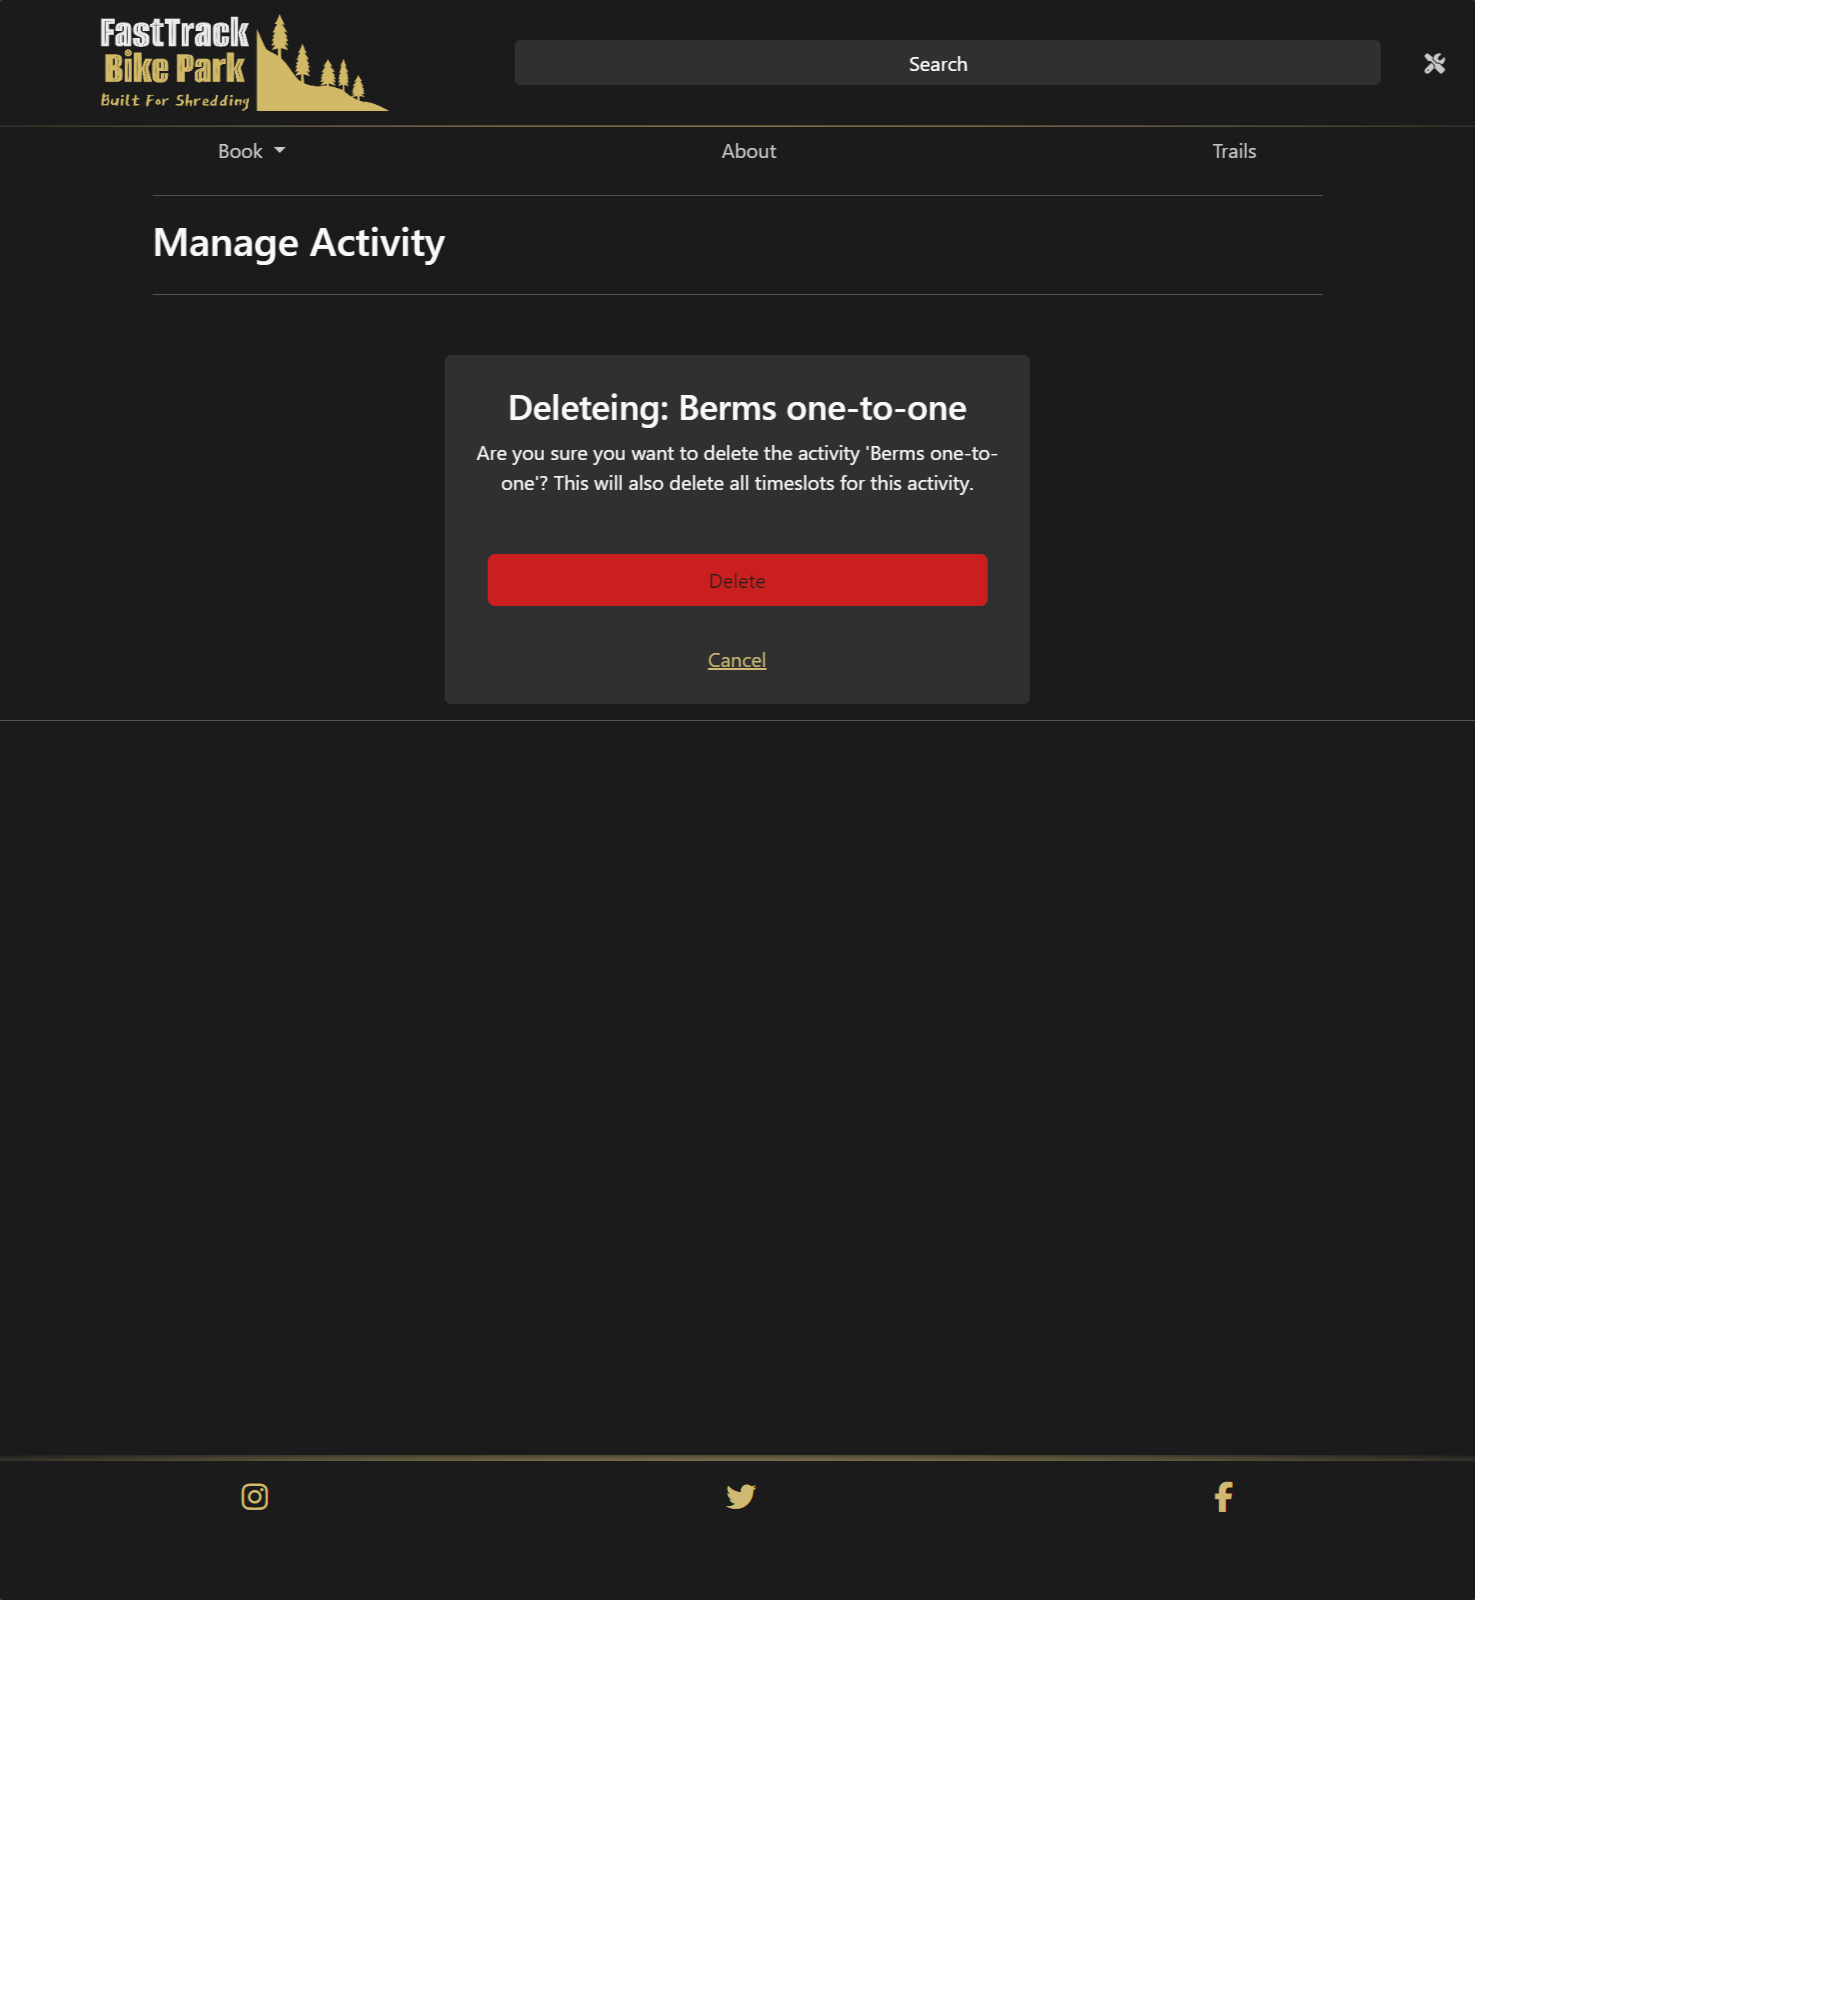 FastTrack
Bike Park
Built For Shredding
Search
Book
About
Trails
Manage Activity
Deleteing: Berms one-to-one
Are you sure you want to delete the activity 'Berms one-to-
one'? This will also delete all timeslots for this activity.
Delete
Cancel